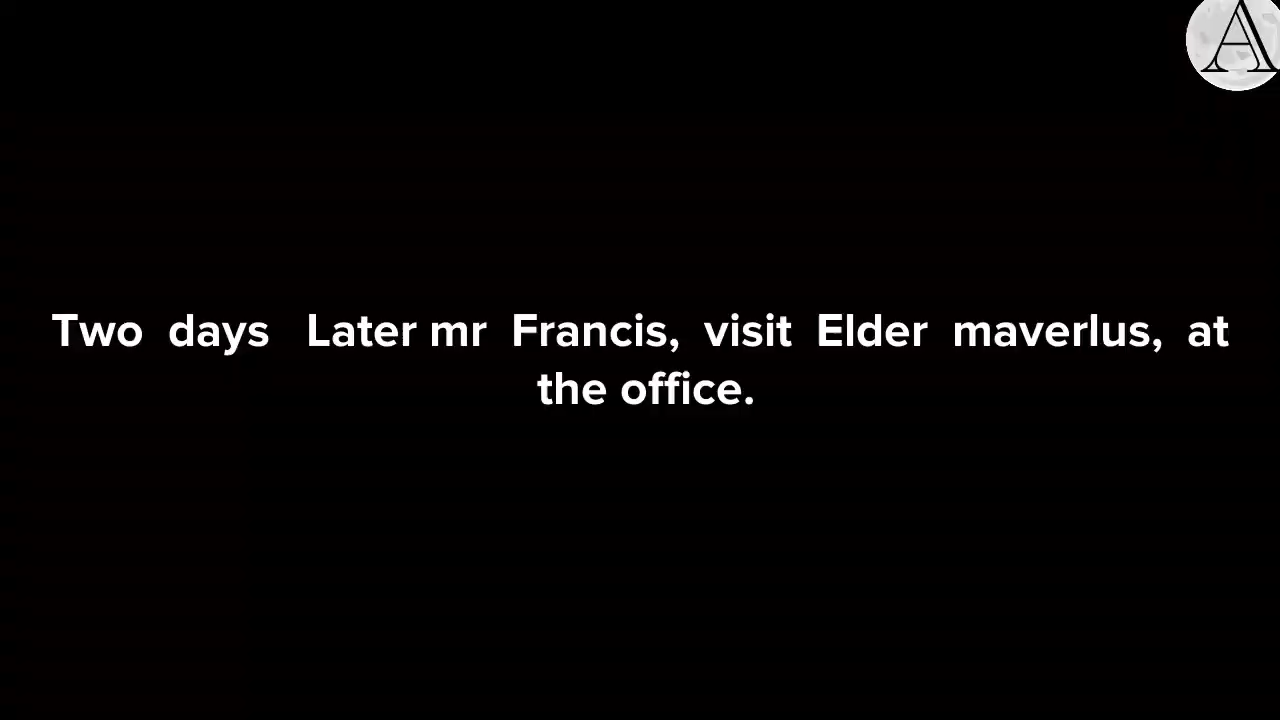 A
Two days Later mr Francis, visit Elder maverlus, at
the office.